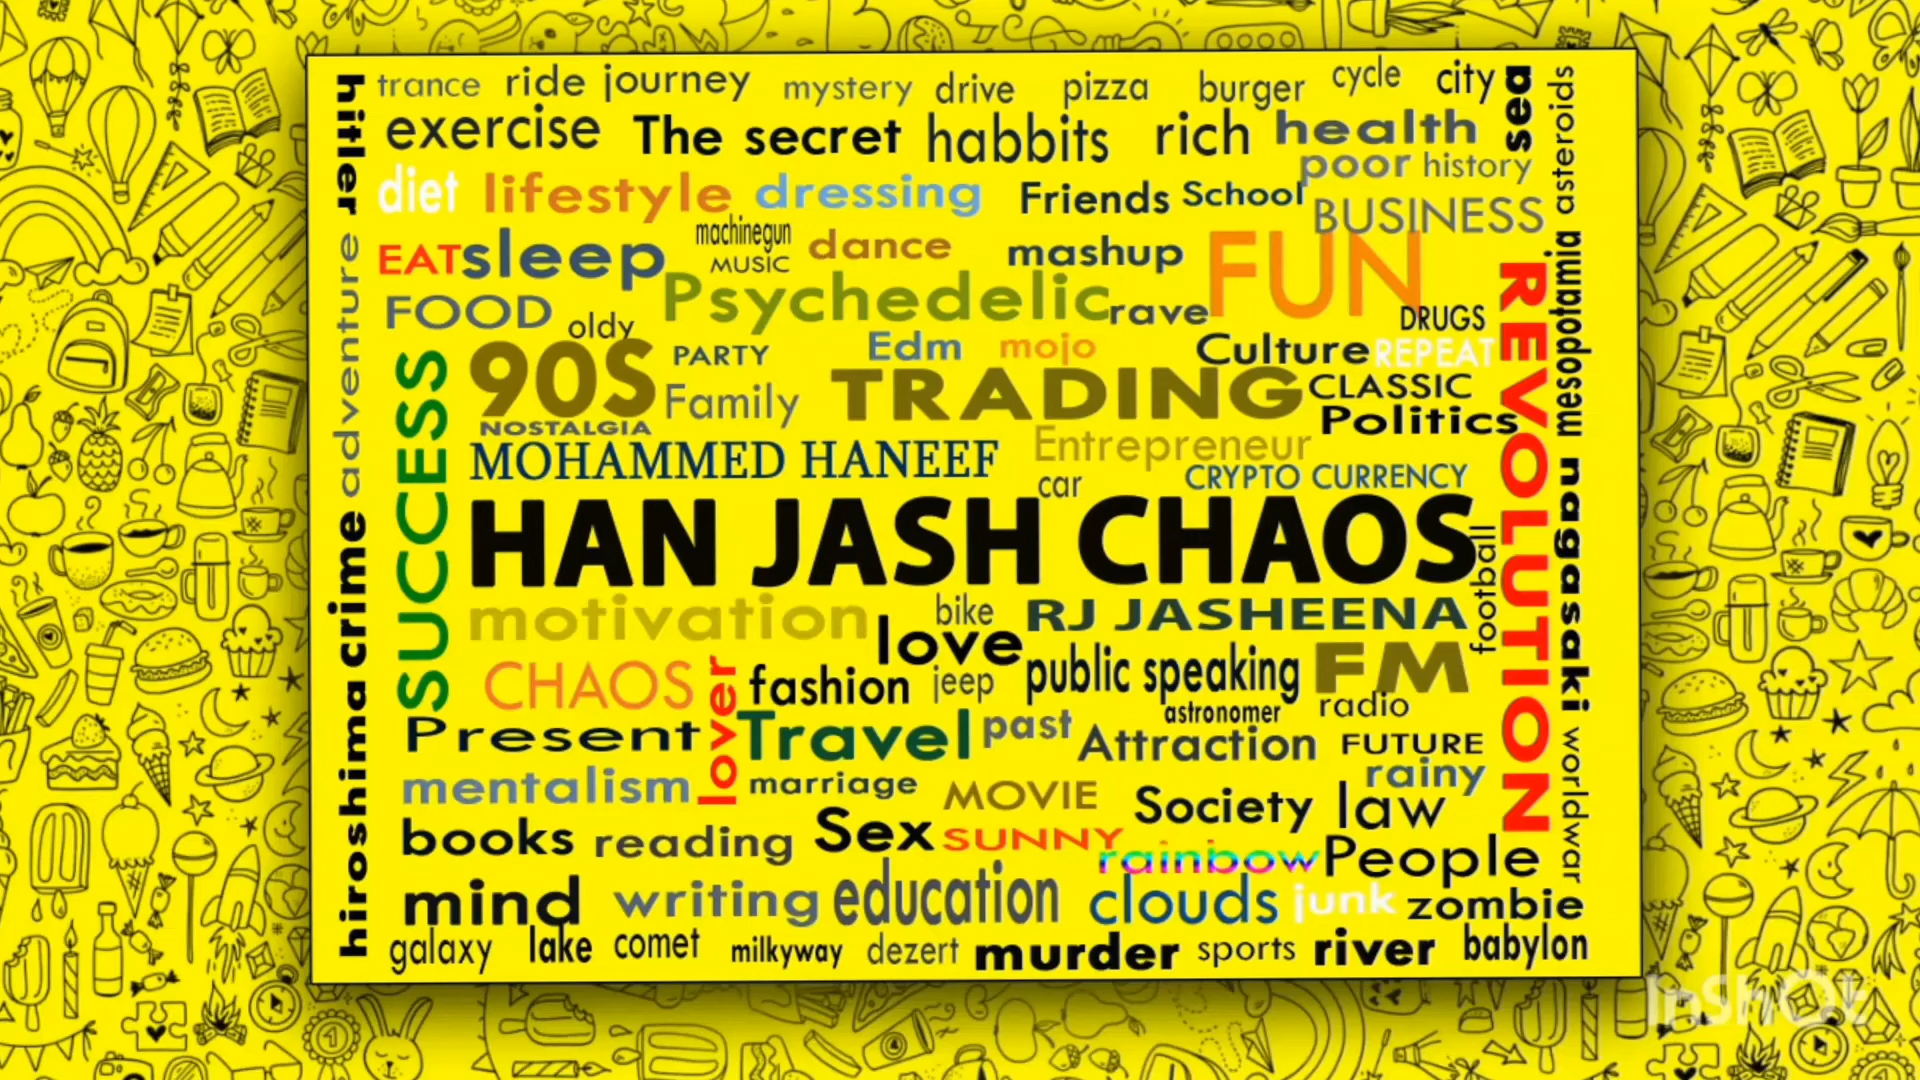 trance ride journey mystery drive pizza burger cycle city
exercise The secret habbits rich health
poor history
diet lifestyle dressing Friends School BUSINESS
machinegun
EAT sleep MUSIC dance mashup FUN
FOOD oldy Psychedelic rave DRUGS
90S PARTY Edm mojo Culture REPEAT
Family TRADING CLASSIC
NOSTALGIA Politics
MOHAMMED HANEEF Entrepreneur
car CRYPTO CURRENCY
HAN JASH CHAOS
football
motivation bike RJ JASHEENA
love
CHAOS lover fashion jeep public speaking FM
astronomer radio
Present Travel past Attraction FUTURE
rainy
mentalism marriage MOVIE Society law
books reading Sex SUNNY rainbow People
mind writing education clouds junk zombie
galaxy lake comet milkyway dezert murder sports river babylon
hiroshima crime adventure jeltih
SUCCESS
REVOLUTION
sea
asteroids
mesopotamia
nagasaki
worldwar
InShOt